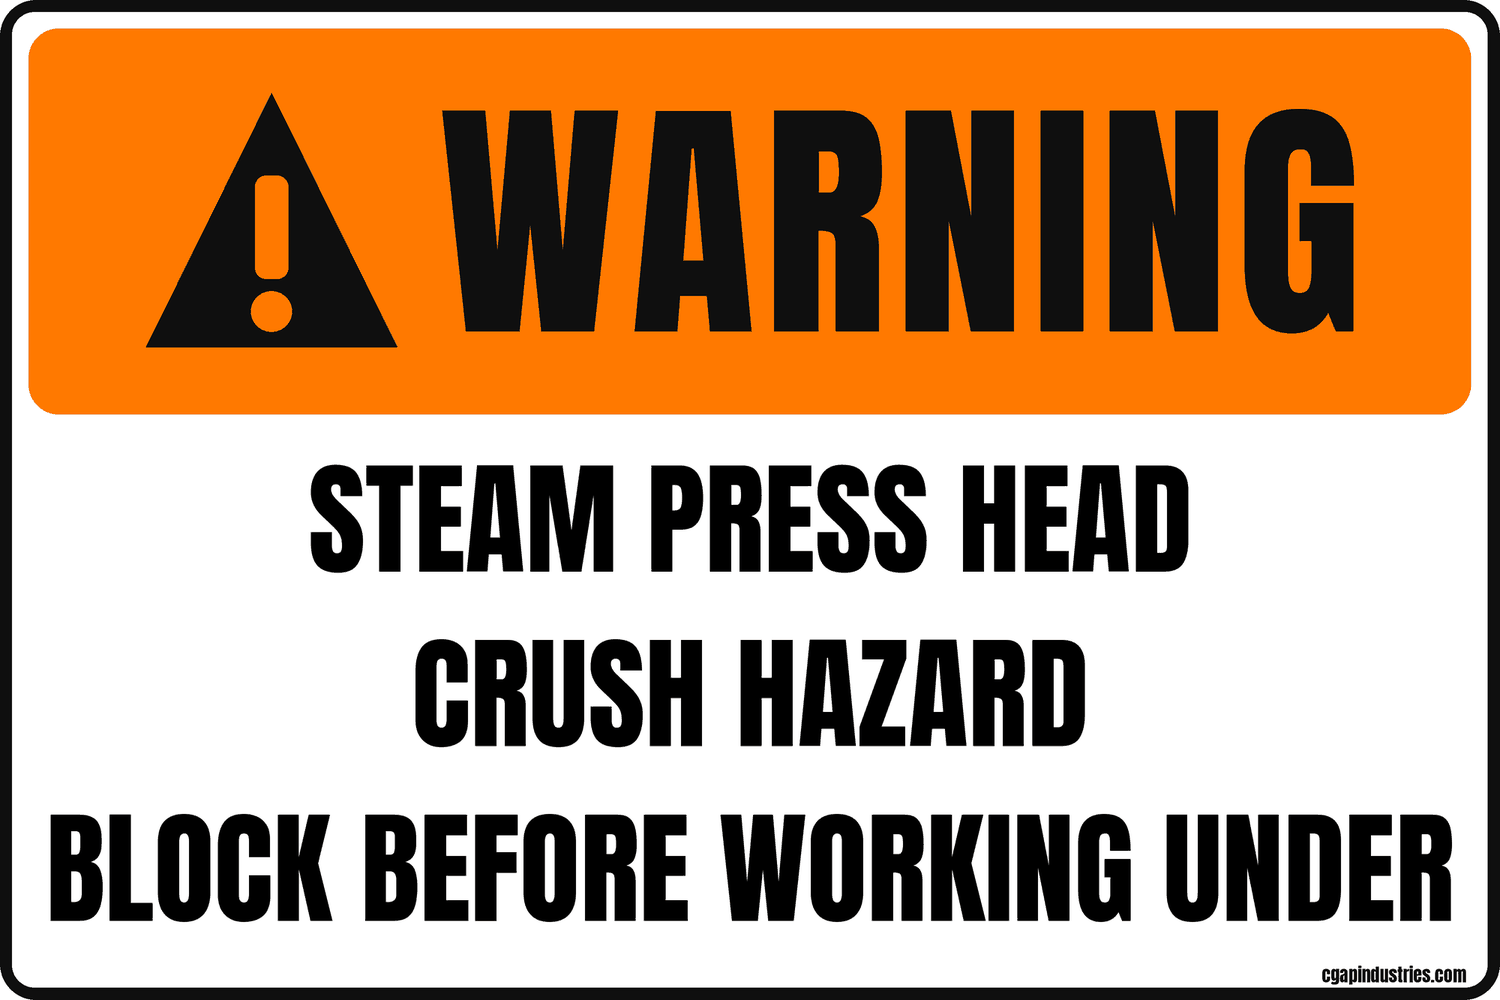 WARNING
STEAM PRESS HEAD
CRUSH HAZARD
BLOCK BEFORE WORKING UNDER
cgapindustries.com